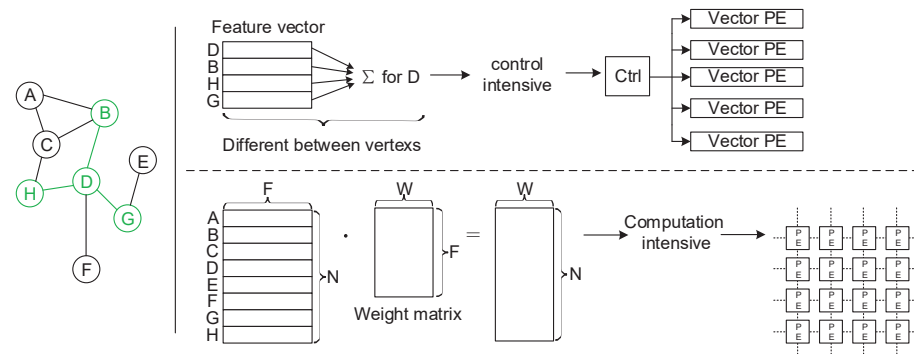 A
B
C
E
H
D
G
F
Feature vector
D
B
H
G
Σ for D
Different between vertexs
control
intensive
Ctrl
Vector PE
Vector PE
Vector PE
Vector PE
Vector PE
F
A
B
C
D
E
F
G
H
N
·
W
F
Weight matrix
=
W
N
Computation
intensive
P P P P
E E E E
P P P P
E E E E
P P P P
E E E E
P P P P
E E E E